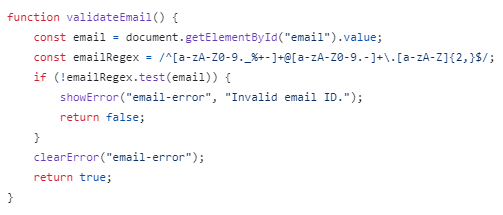 function validateEmail() {
    const email = document.getElementById("email").value;
    const emailRegex = /^[a-zA-Z0-9._%+-]+@[a-zA-Z0-9.-]+\.[a-zA-Z]{2,}$/;
    if (!emailRegex.test(email)) {
        showError("email-error", "Invalid email ID.");
        return false;
    }
    clearError("email-error");
    return true;
}